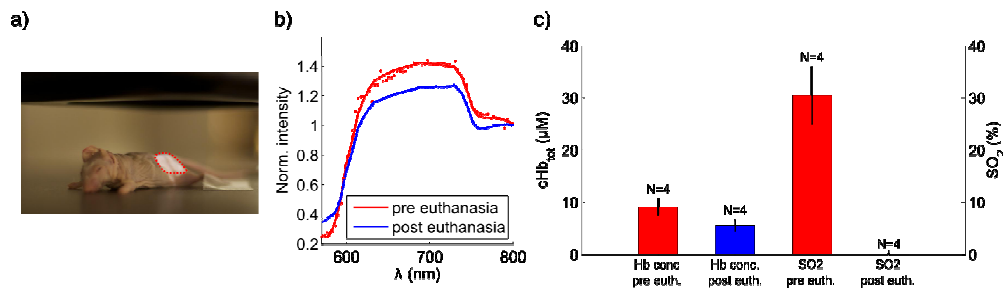 a)
b)
c)
Norm. intensity
1.4
1.2
1
0.8
0.6
0.4
0.2
600
700
800
λ (nm)
pre euthanasia
post euthanasia
cHbtot (μM)
40
30
20
10
0
N=4
N=4
N=4
N=4
Hb conc
pre euth.
Hb conc.
post euth.
SO2
pre euth.
SO2
post euth.
40
30
20
10
0
SO2 (%)